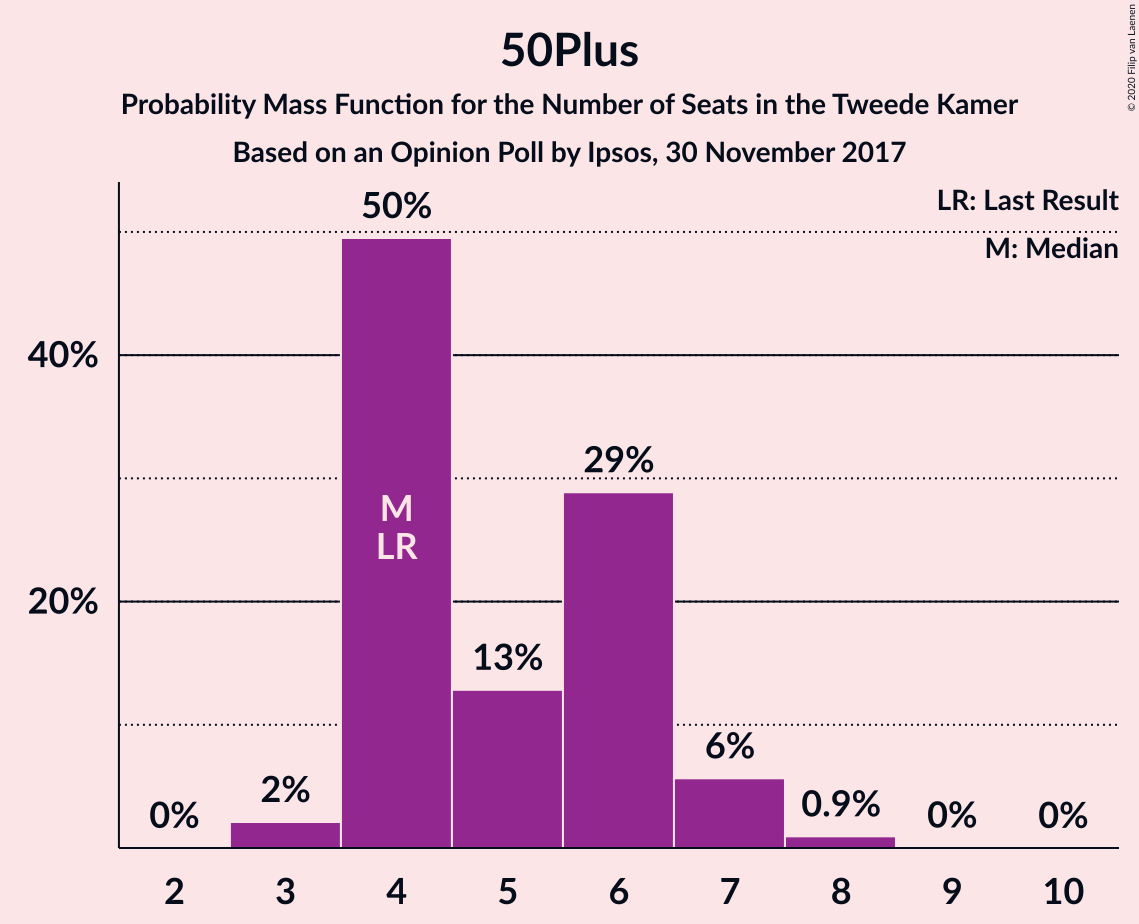 50Plus
Probability Mass Function for the Number of Seats in the Tweede Kamer
Based on an Opinion Poll by Ipsos, 30 November 2017
© 2020 Filip van Laenen
LR: Last Result
M: Median
50%
40%
29%
M
LR
20%
13%
6%
2%
0.9%
0%
0%
0%
2 3 4 5 6 7 8 9 10